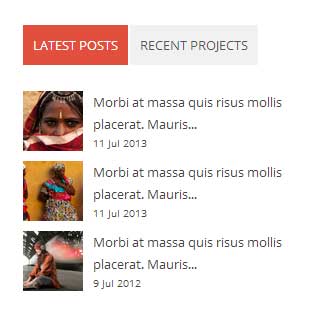 LATEST POSTS RECENT PROJECTS
Morbi at massa quis risus mollis
placerat. Mauris...
11 Jul 2013
Morbi at massa quis risus mollis
placerat. Mauris...
11 Jul 2013
Morbi at massa quis risus mollis
placerat. Mauris...
9 Jul 2012